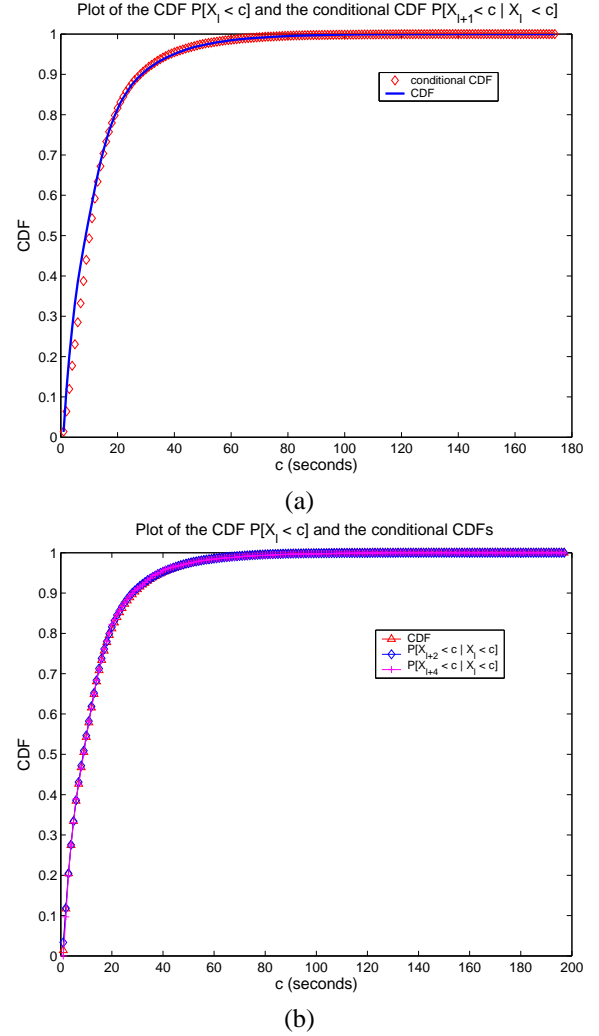 Plot of the CDF P[X_l < c] and the conditional CDF P[X_{l+1} < c | X_l < c]
1
0.9
0.8
0.7
0.6
0.5
0.4
0.3
0.2
0.1
0
CDF
conditional CDF
CDF
0 20 40 60 80 100 120 140 160 180
c (seconds)
(a)
Plot of the CDF P[X_l < c] and the conditional CDFs
1
0.9
0.8
0.7
0.6
0.5
0.4
0.3
0.2
0.1
0
CDF
CDF
P[X_{l+2} < c | X_l < c]
P[X_{l+4} < c | X_l < c]
0 20 40 60 80 100 120 140 160 180 200
c (seconds)
(b)